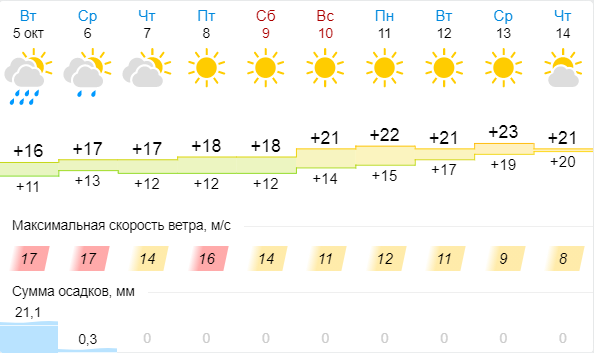 Вт Ср Чт Пт Сб Вс Пн Вт Ср Чт
5 окт 6 7 8 9 10 11 12 13 14
+16 +17 +17 +18 +18 +21 +22 +21 +23 +21
+11 +13 +12 +12 +12 +14 +15 +17 +19 +20
Максимальная скорость ветра, м/с
17 17 14 16 14 11 12 11 9 8
Сумма осадков, мм
21,1 0,3 0 0 0 0 0 0 0 0